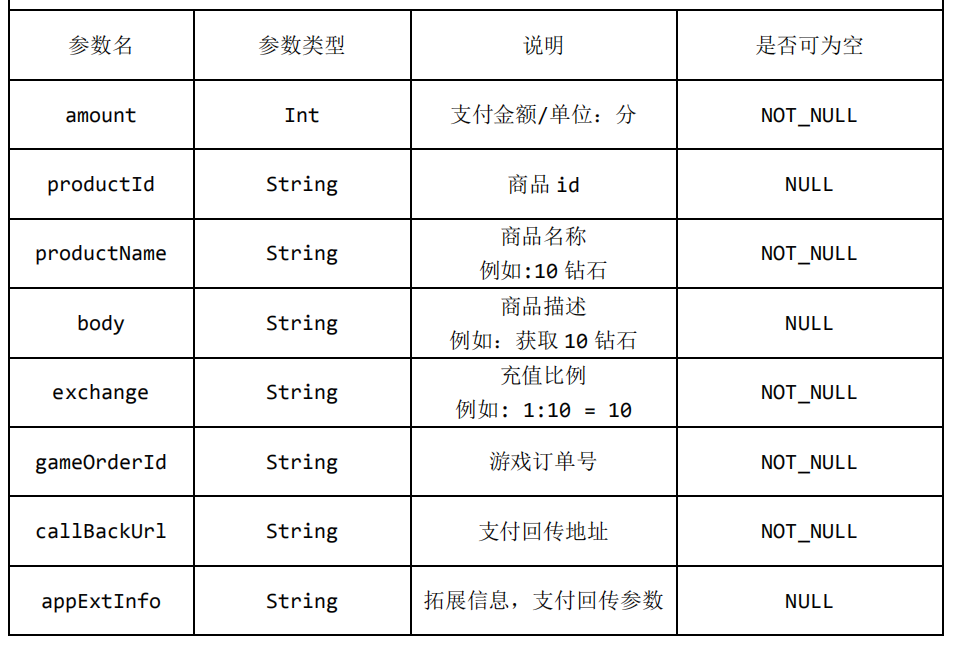 参数名 参数类型 说明 是否可为空
amount Int 支付金额/单位：分 NOT_NULL
productId String 商品 id NULL
productName String 商品名称 NOT_NULL
例如:10 钻石
body String 商品描述 NULL
例如：获取 10 钻石
exchange String 充值比例 NOT_NULL
例如: 1:10 = 10
gameOrderId String 游戏订单号 NOT_NULL
callBackUrl String 支付回传地址 NOT_NULL
appExtInfo String 拓展信息，支付回传参数 NULL